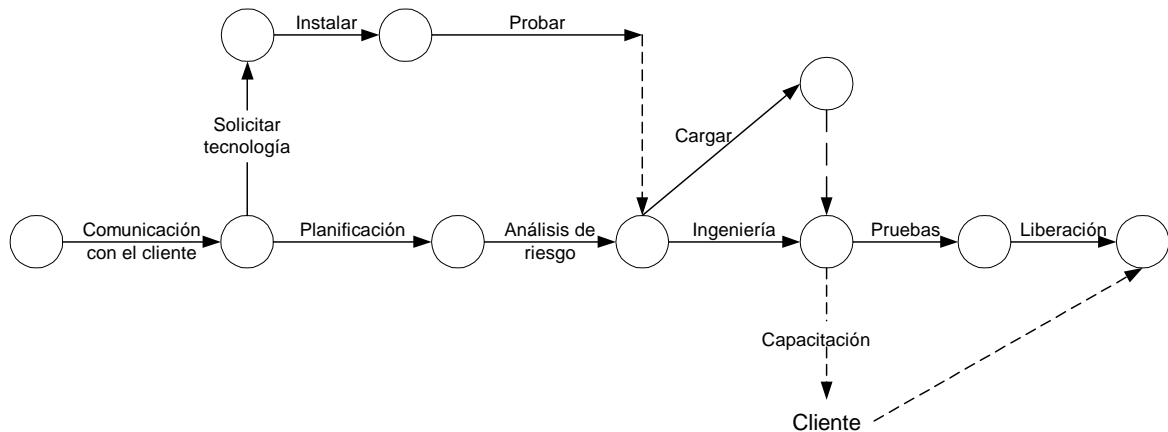 Instalar
Probar
Solicitar
tecnología
Cargar
Comunicación
con el cliente
Planificación
Análisis de
riesgo
Ingeniería
Pruebas
Liberación
Capacitación
Cliente